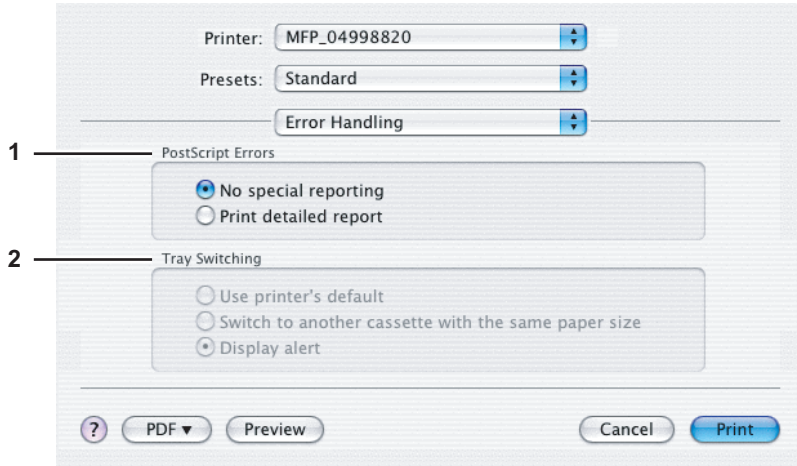 Printer: MFP_04998820
Presets: Standard
Error Handling
1 PostScript Errors
No special reporting
Print detailed report
2 Tray Switching
Use printer's default
Switch to another cassette with the same paper size
Display alert
? PDF▼ Preview Cancel Print